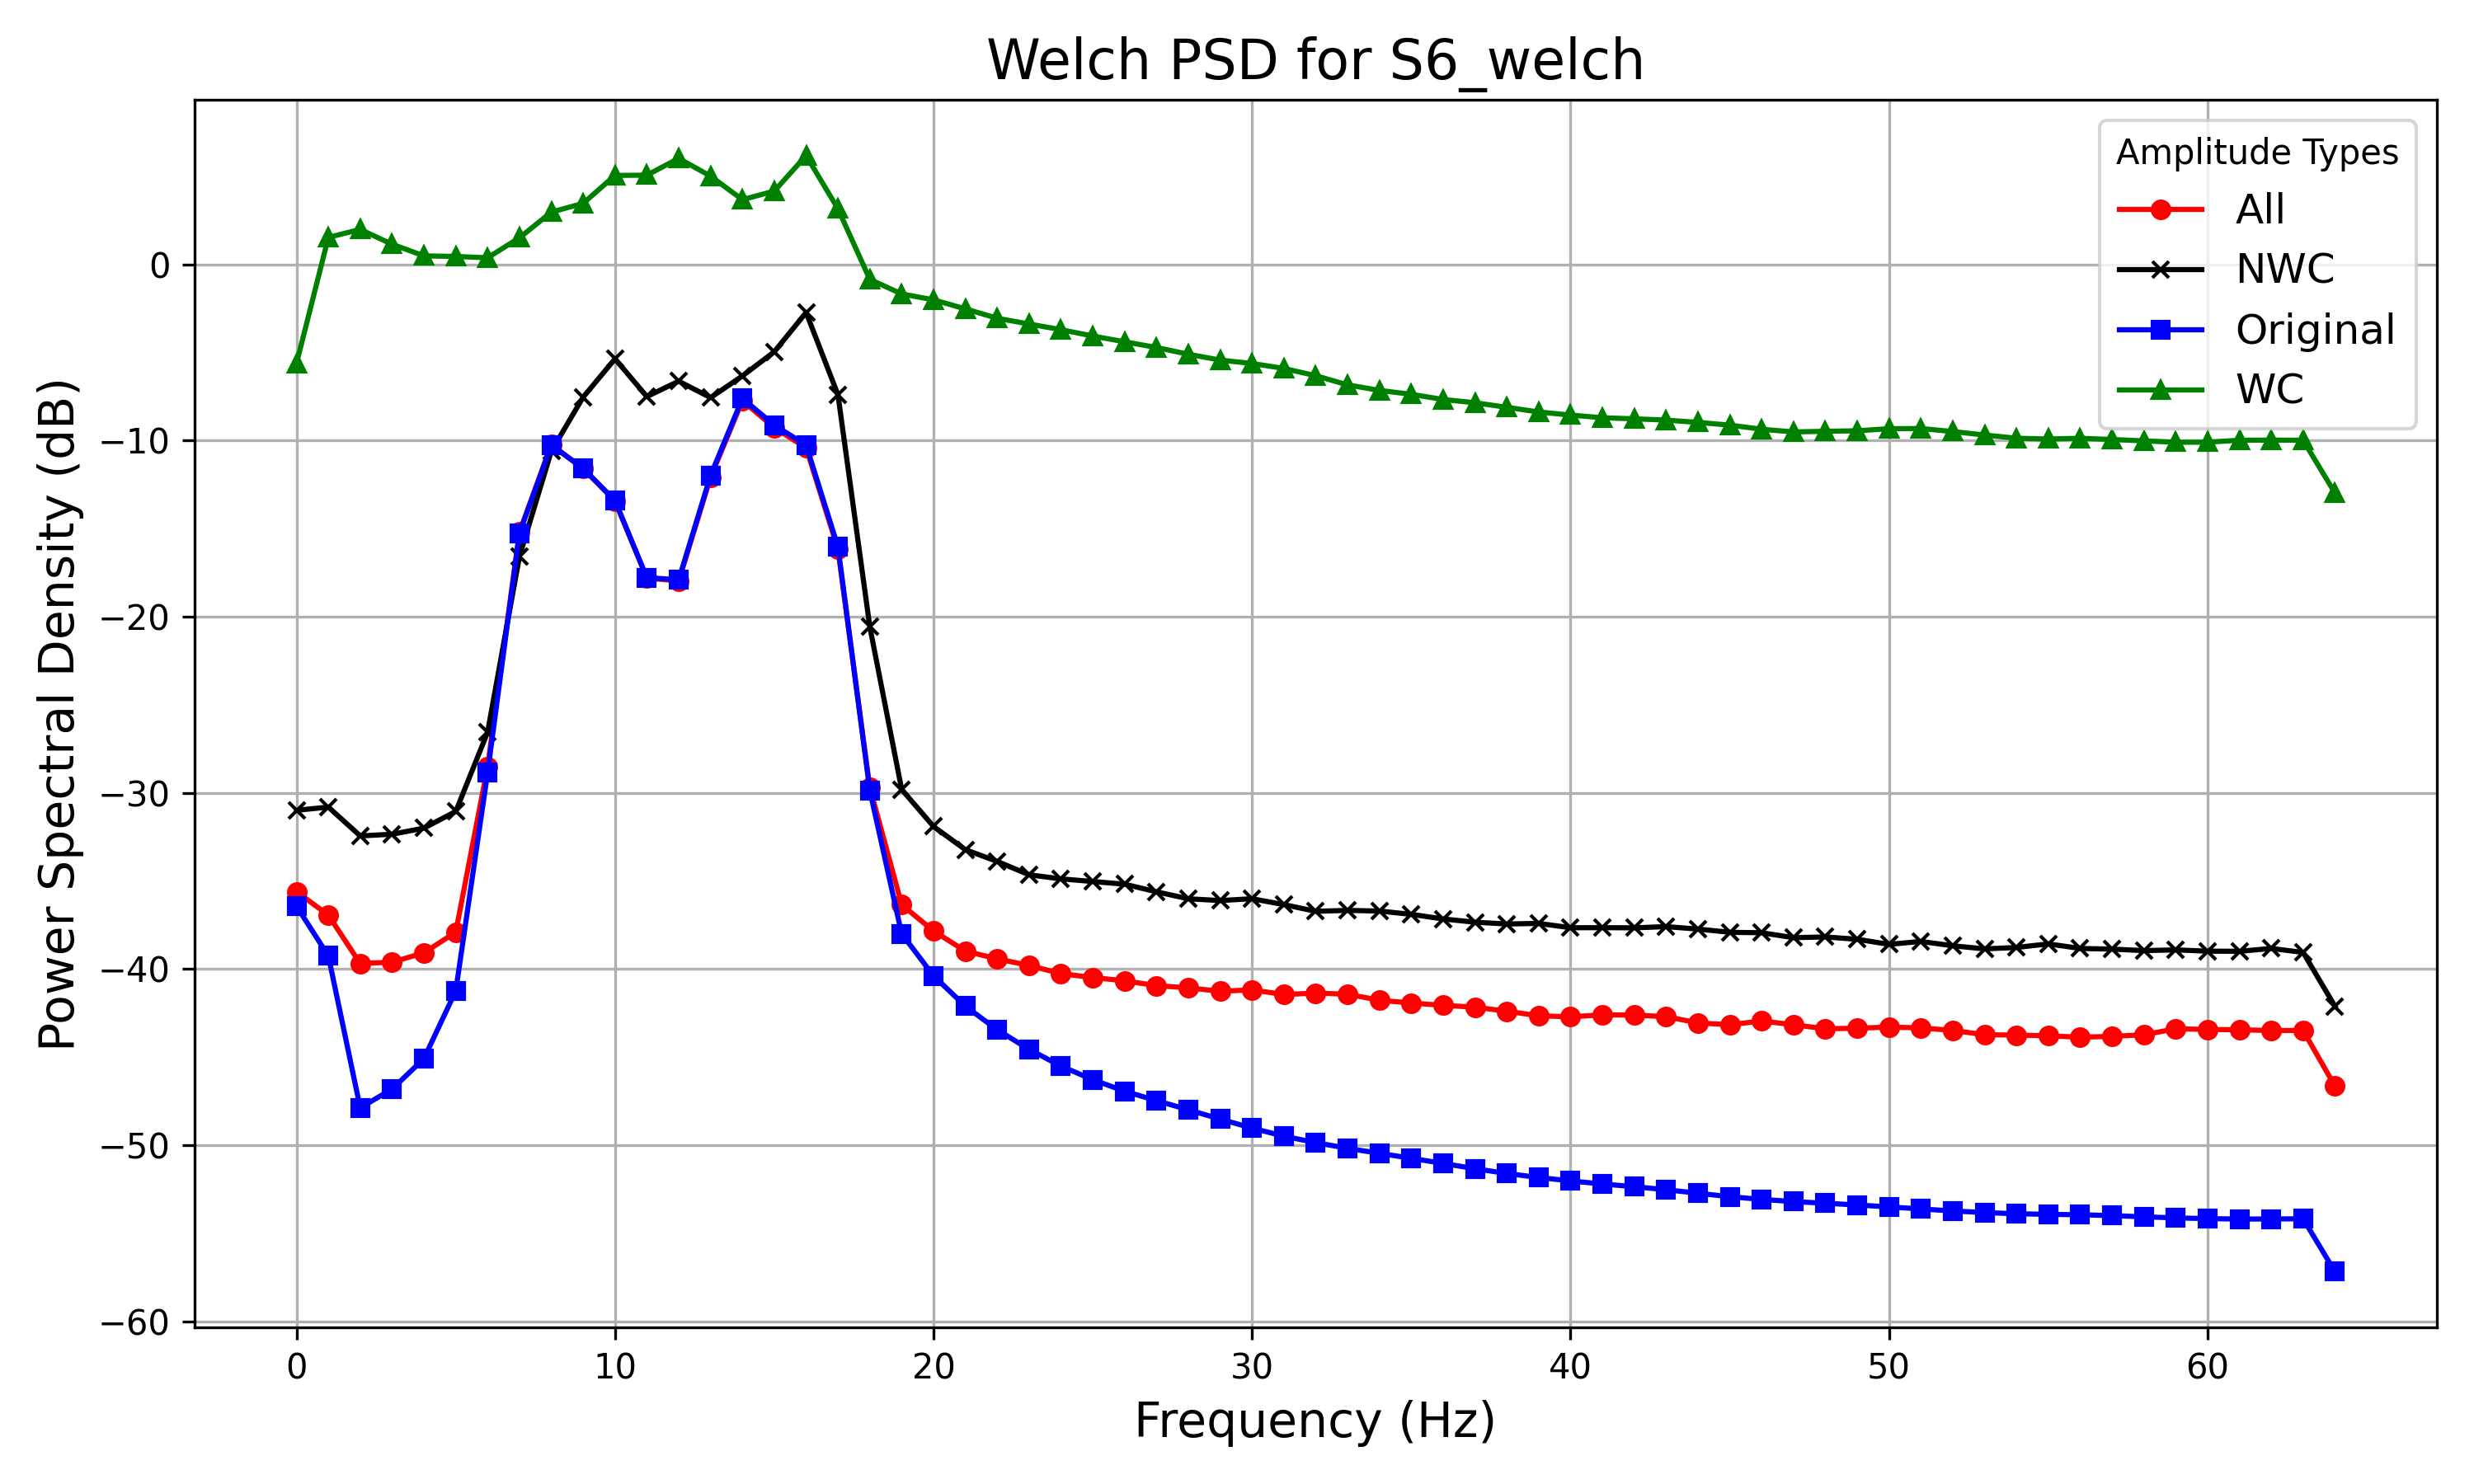 Welch PSD for S6_welch
Amplitude Types
All
NWC
Original
WC
Power Spectral Density (dB)
0
−10
−20
−30
−40
−50
−60
0 10 20 30 40 50 60
Frequency (Hz)